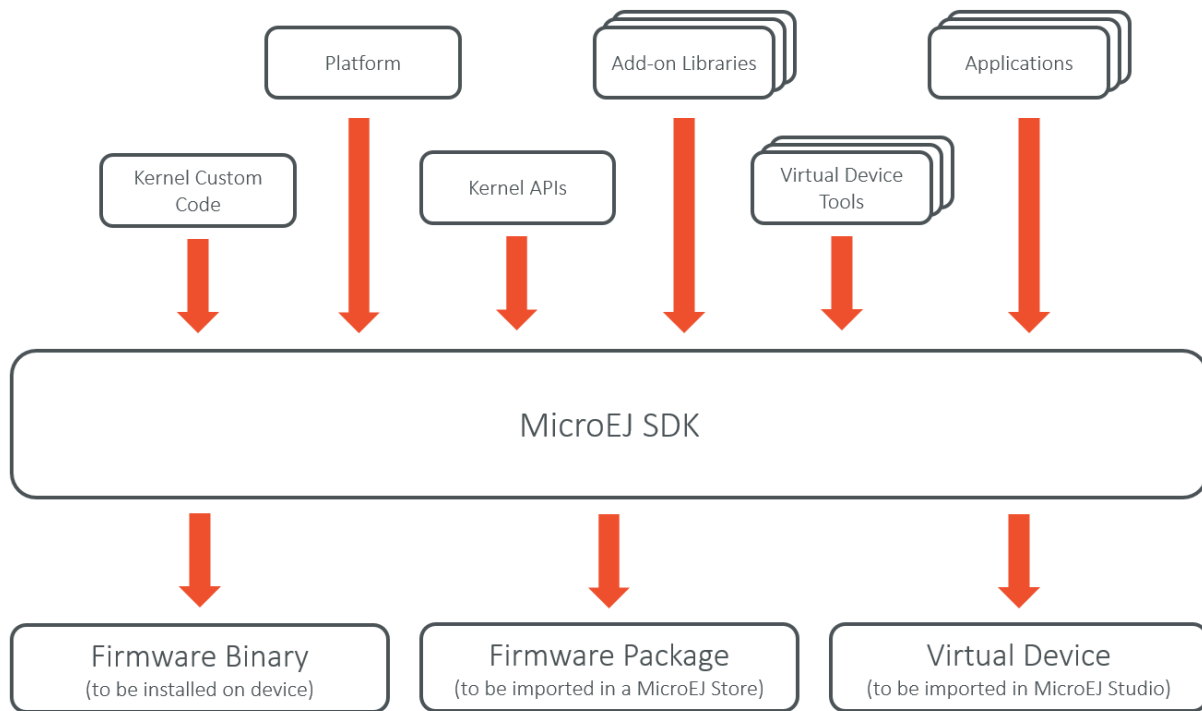 Platform
Add-on Libraries
Applications
Kernel Custom
Code
Kernel APIs
Virtual Device
Tools
MicroEJ SDK
Firmware Binary
(to be installed on device)
Firmware Package
(to be imported in a MicroEJ Store)
Virtual Device
(to be imported in MicroEJ Studio)